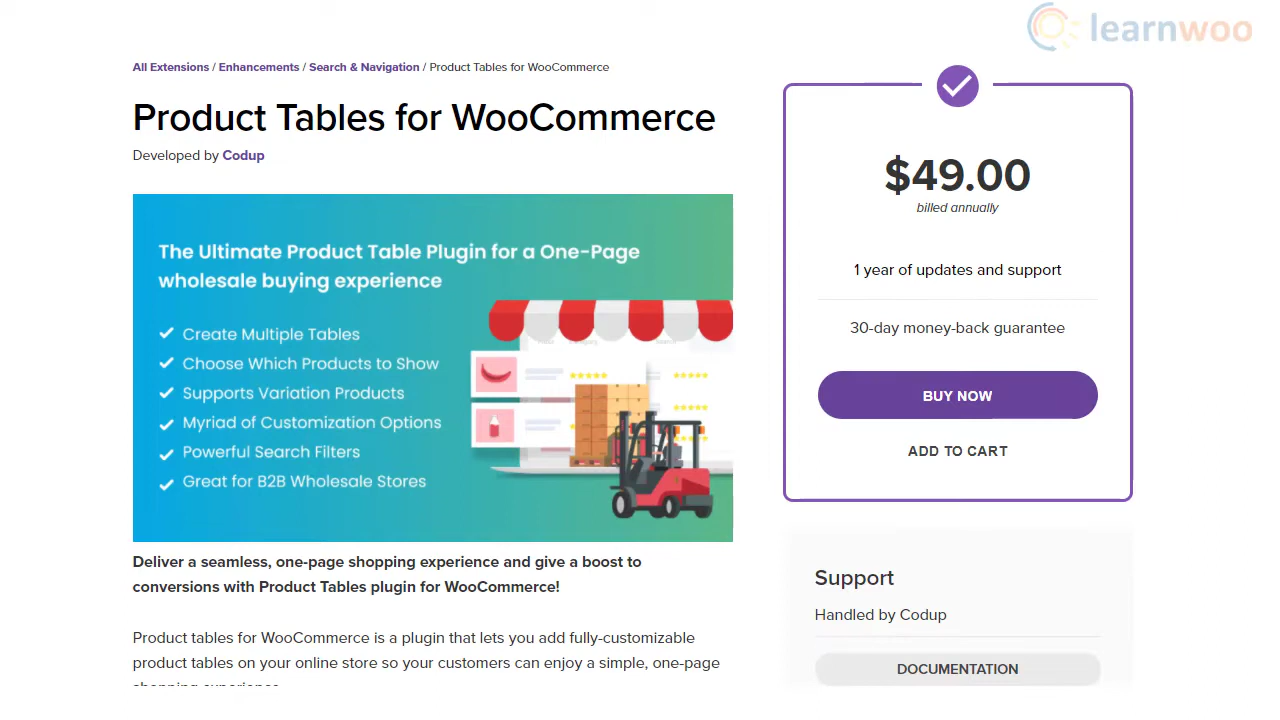 learnwoo
All Extensions / Enhancements / Search & Navigation / Product Tables for WooCommerce
Product Tables for WooCommerce
Developed by Codup
The Ultimate Product Table Plugin for a One-Page
wholesale buying experience
Create Multiple Tables
Choose Which Products to Show
Supports Variation Products
Myriad of Customization Options
Powerful Search Filters
Great for B2B Wholesale Stores
Deliver a seamless, one-page shopping experience and give a boost to
conversions with Product Tables plugin for WooCommerce!
Product tables for WooCommerce is a plugin that lets you add fully-customizable
product tables on your online store so your customers can enjoy a simple, one-page
shopping experience.
$49.00
billed annually
1 year of updates and support
30-day money-back guarantee
BUY NOW
ADD TO CART
Support
Handled by Codup
DOCUMENTATION